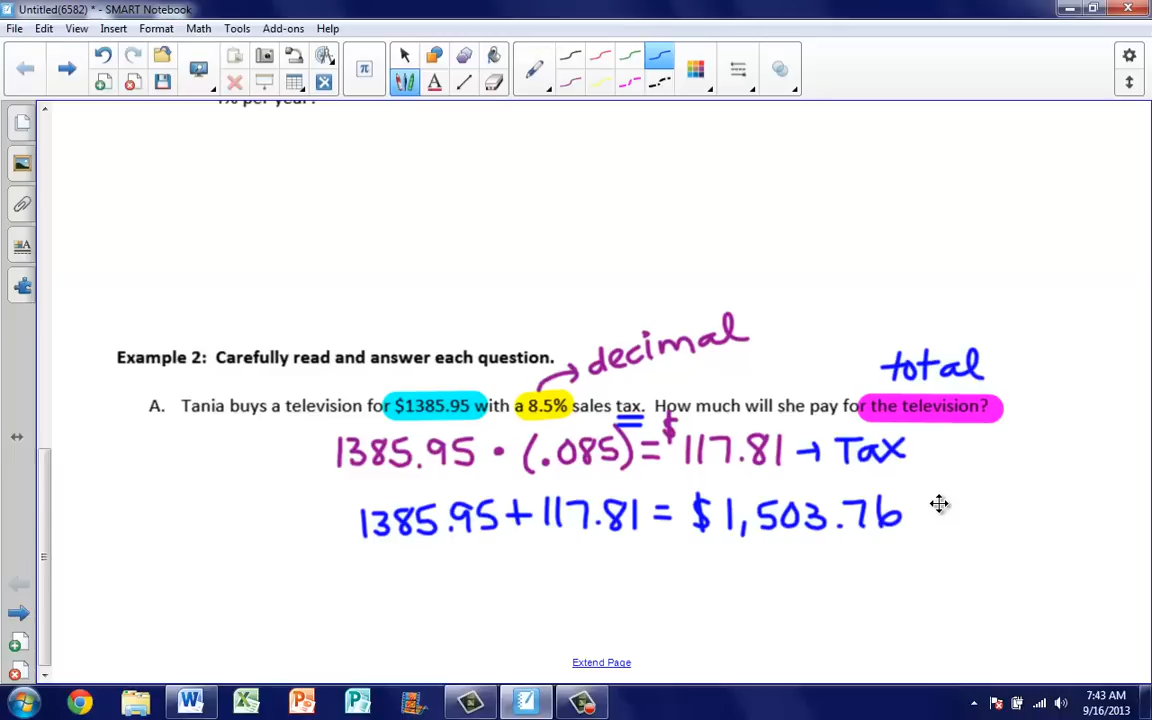 Untitled(6582) * - SMART Notebook
File Edit View Insert Format Math Tools Add-ons Help
4% per year?
decimal
Example 2: Carefully read and answer each question.
total
A. Tania buys a television for $1385.95 with a 8.5% sales tax. How much will she pay for the television?
1385.95 • (.085) = $117.81 → Tax
1385.95 + 117.81 = $1,503.76
Extend Page
7:43 AM
9/16/2013